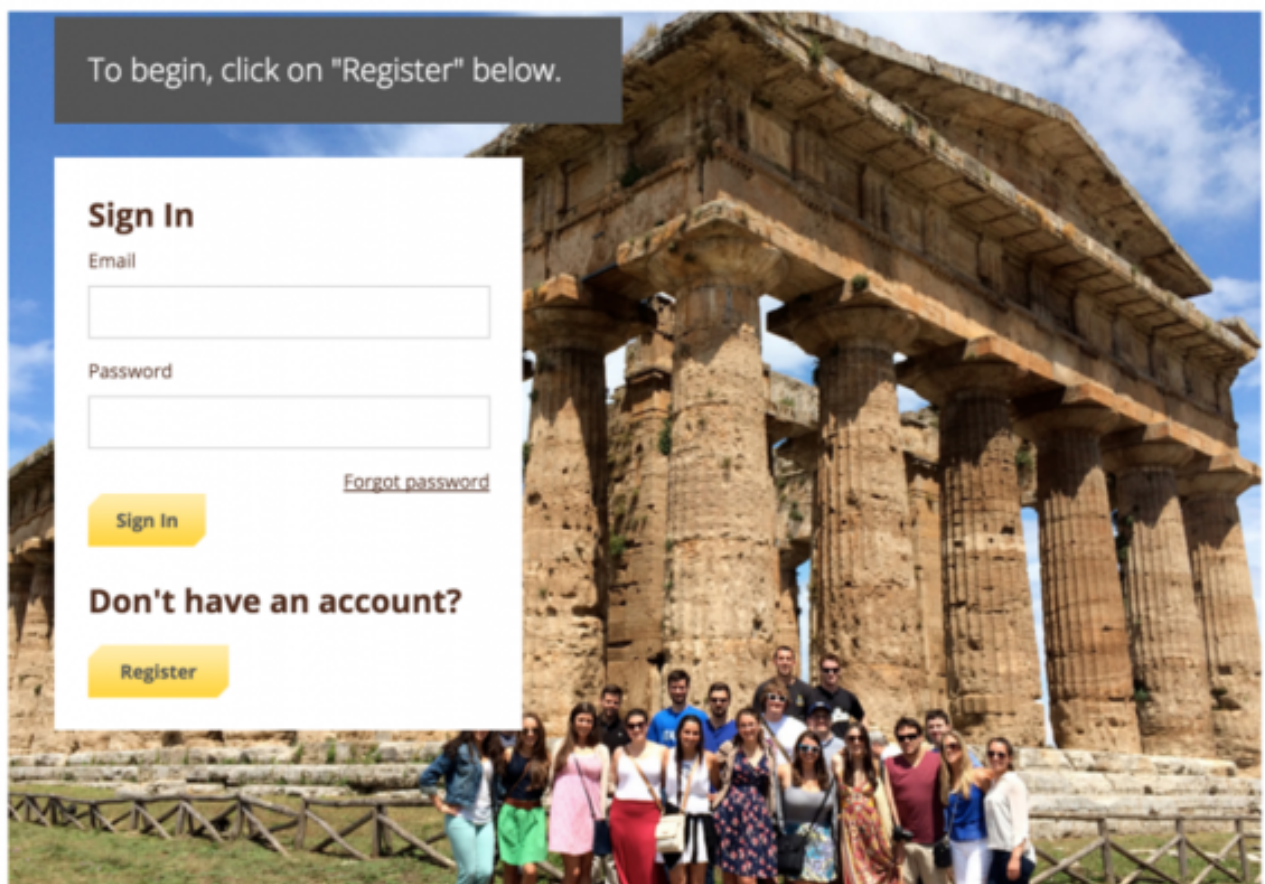 To begin, click on "Register" below.
Sign In
Email
Password
Forgot password
Sign In
Don't have an account?
Register